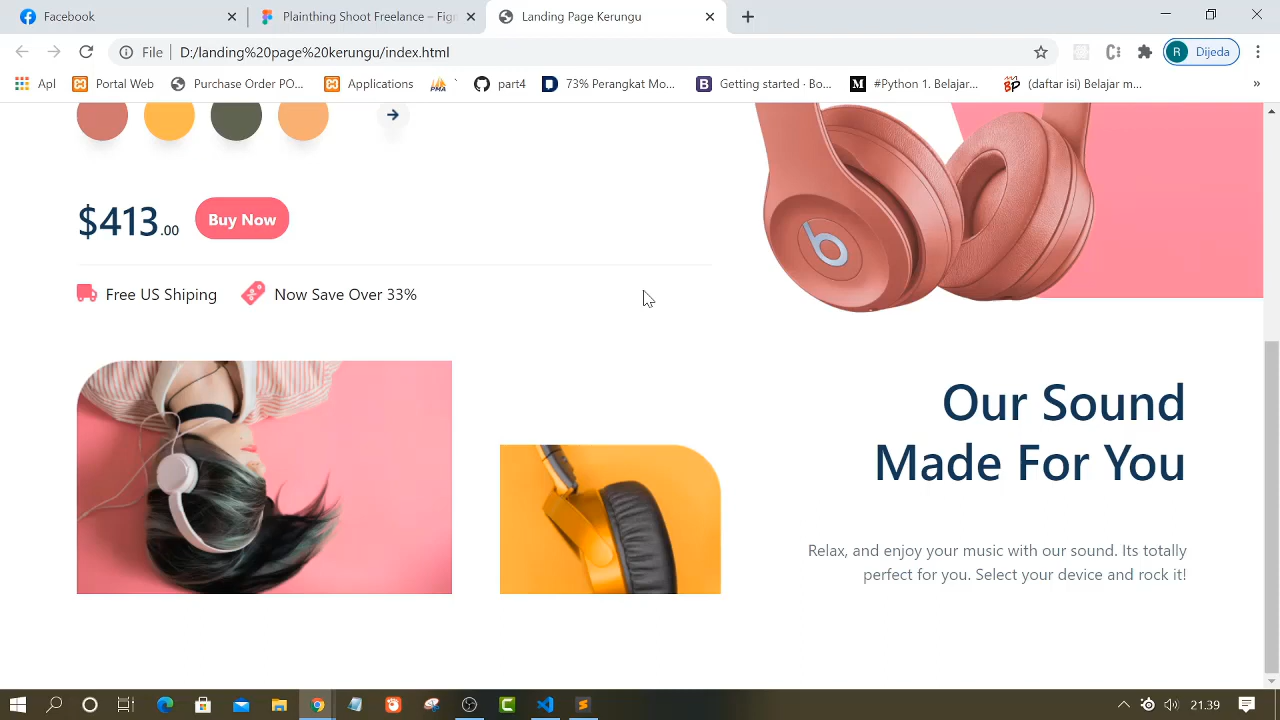 Facebook
Plainthing Shoot Freelance – Fig
Landing Page Kerungu
File
D:/landing%20page%20kerungu/index.html
R
Dijeda
Apl
Portal Web
Purchase Order PO...
Applications
PMA
part4
73% Perangkat Mo...
B
Getting started · Bo...
M
#Python 1. Belajar...
(daftar isi) Belajar m...
»
$413.00
Buy Now
b
Free US Shiping
Now Save Over 33%
Our Sound
Made For You
Relax, and enjoy your music with our sound. Its totally
perfect for you. Select your device and rock it!
21.39